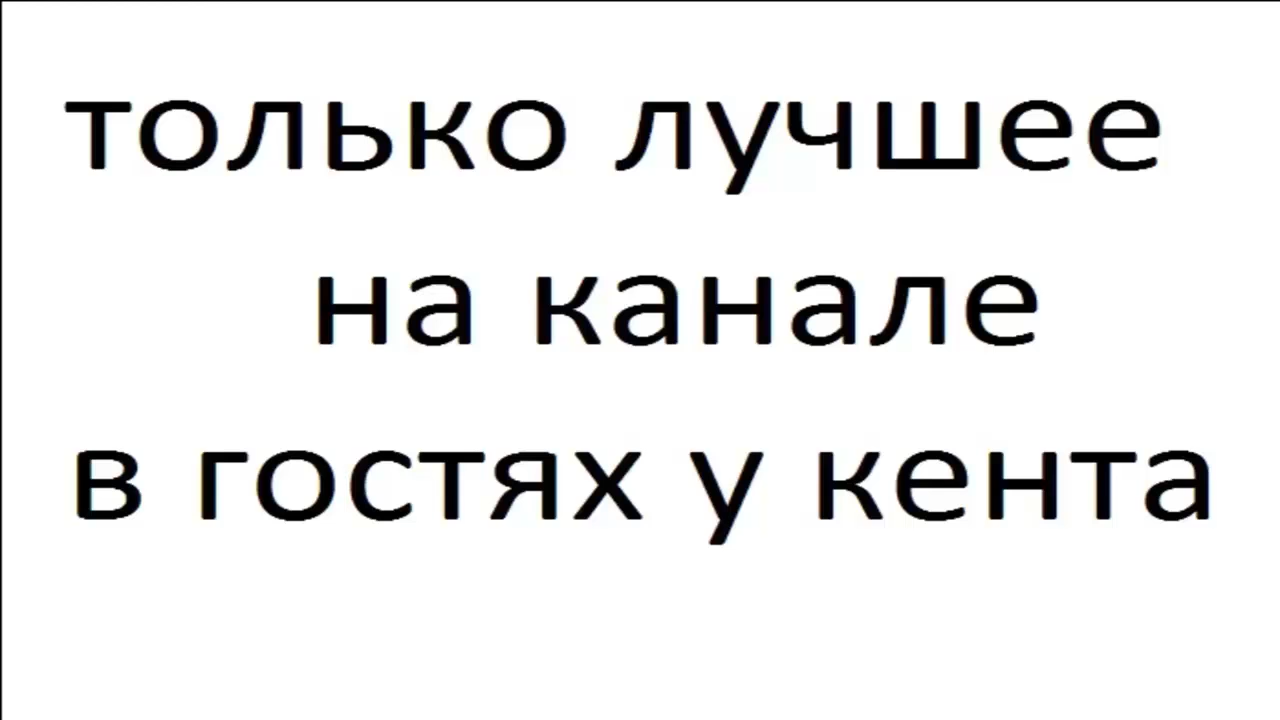 только лучшее
на канале
в гостях у кента